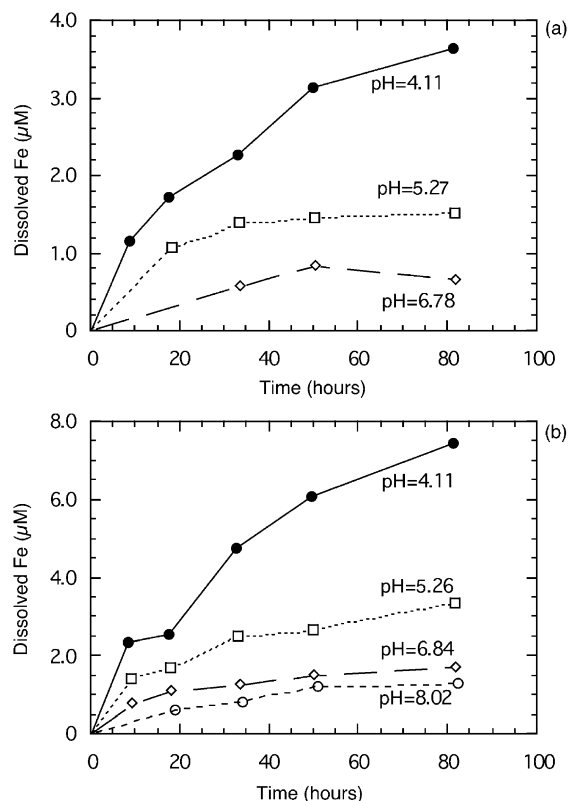 (a)
4.0
3.0
2.0
1.0
0
Dissolved Fe (µM)
pH=4.11
pH=5.27
pH=6.78
0 20 40 60 80 100
Time (hours)
(b)
8.0
6.0
4.0
2.0
0.0
Dissolved Fe (µM)
pH=4.11
pH=5.26
pH=6.84
pH=8.02
0 20 40 60 80 100
Time (hours)